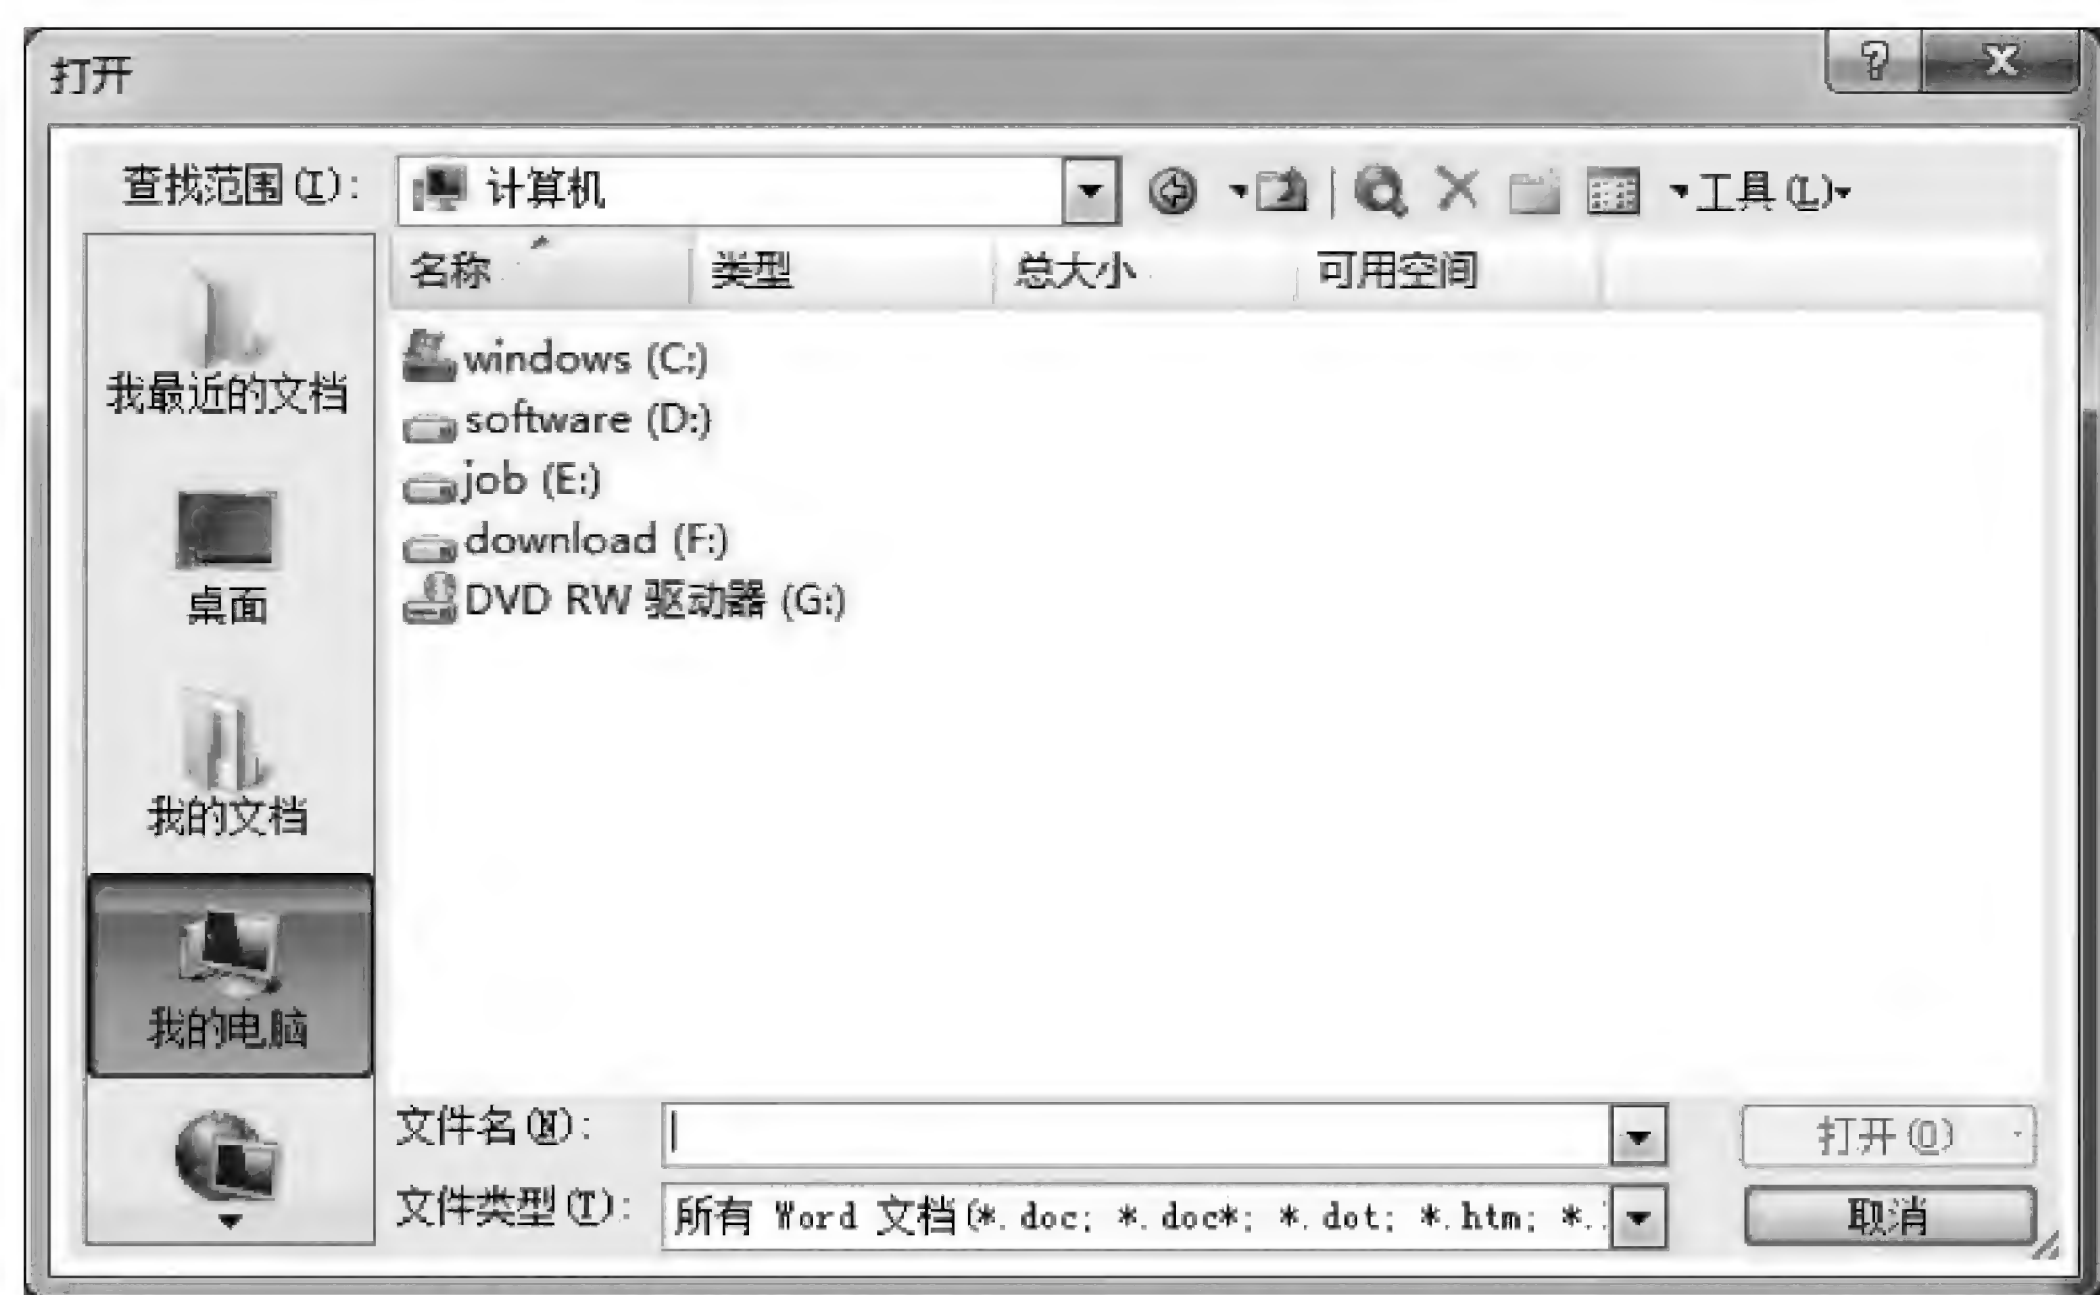 打开
查找范围(I): 计算机 工具(L)
名称 类型 总大小 可用空间
我最近的文档
桌面
我的文档
我的电脑
windows (C:)
software (D:)
job (E:)
download (F:)
DVD RW 驱动器 (G:)
文件名(N): 打开(O)
文件类型(T): 所有 Word 文档(*.doc; *.doc*; *.dot; *.htm; *. 取消